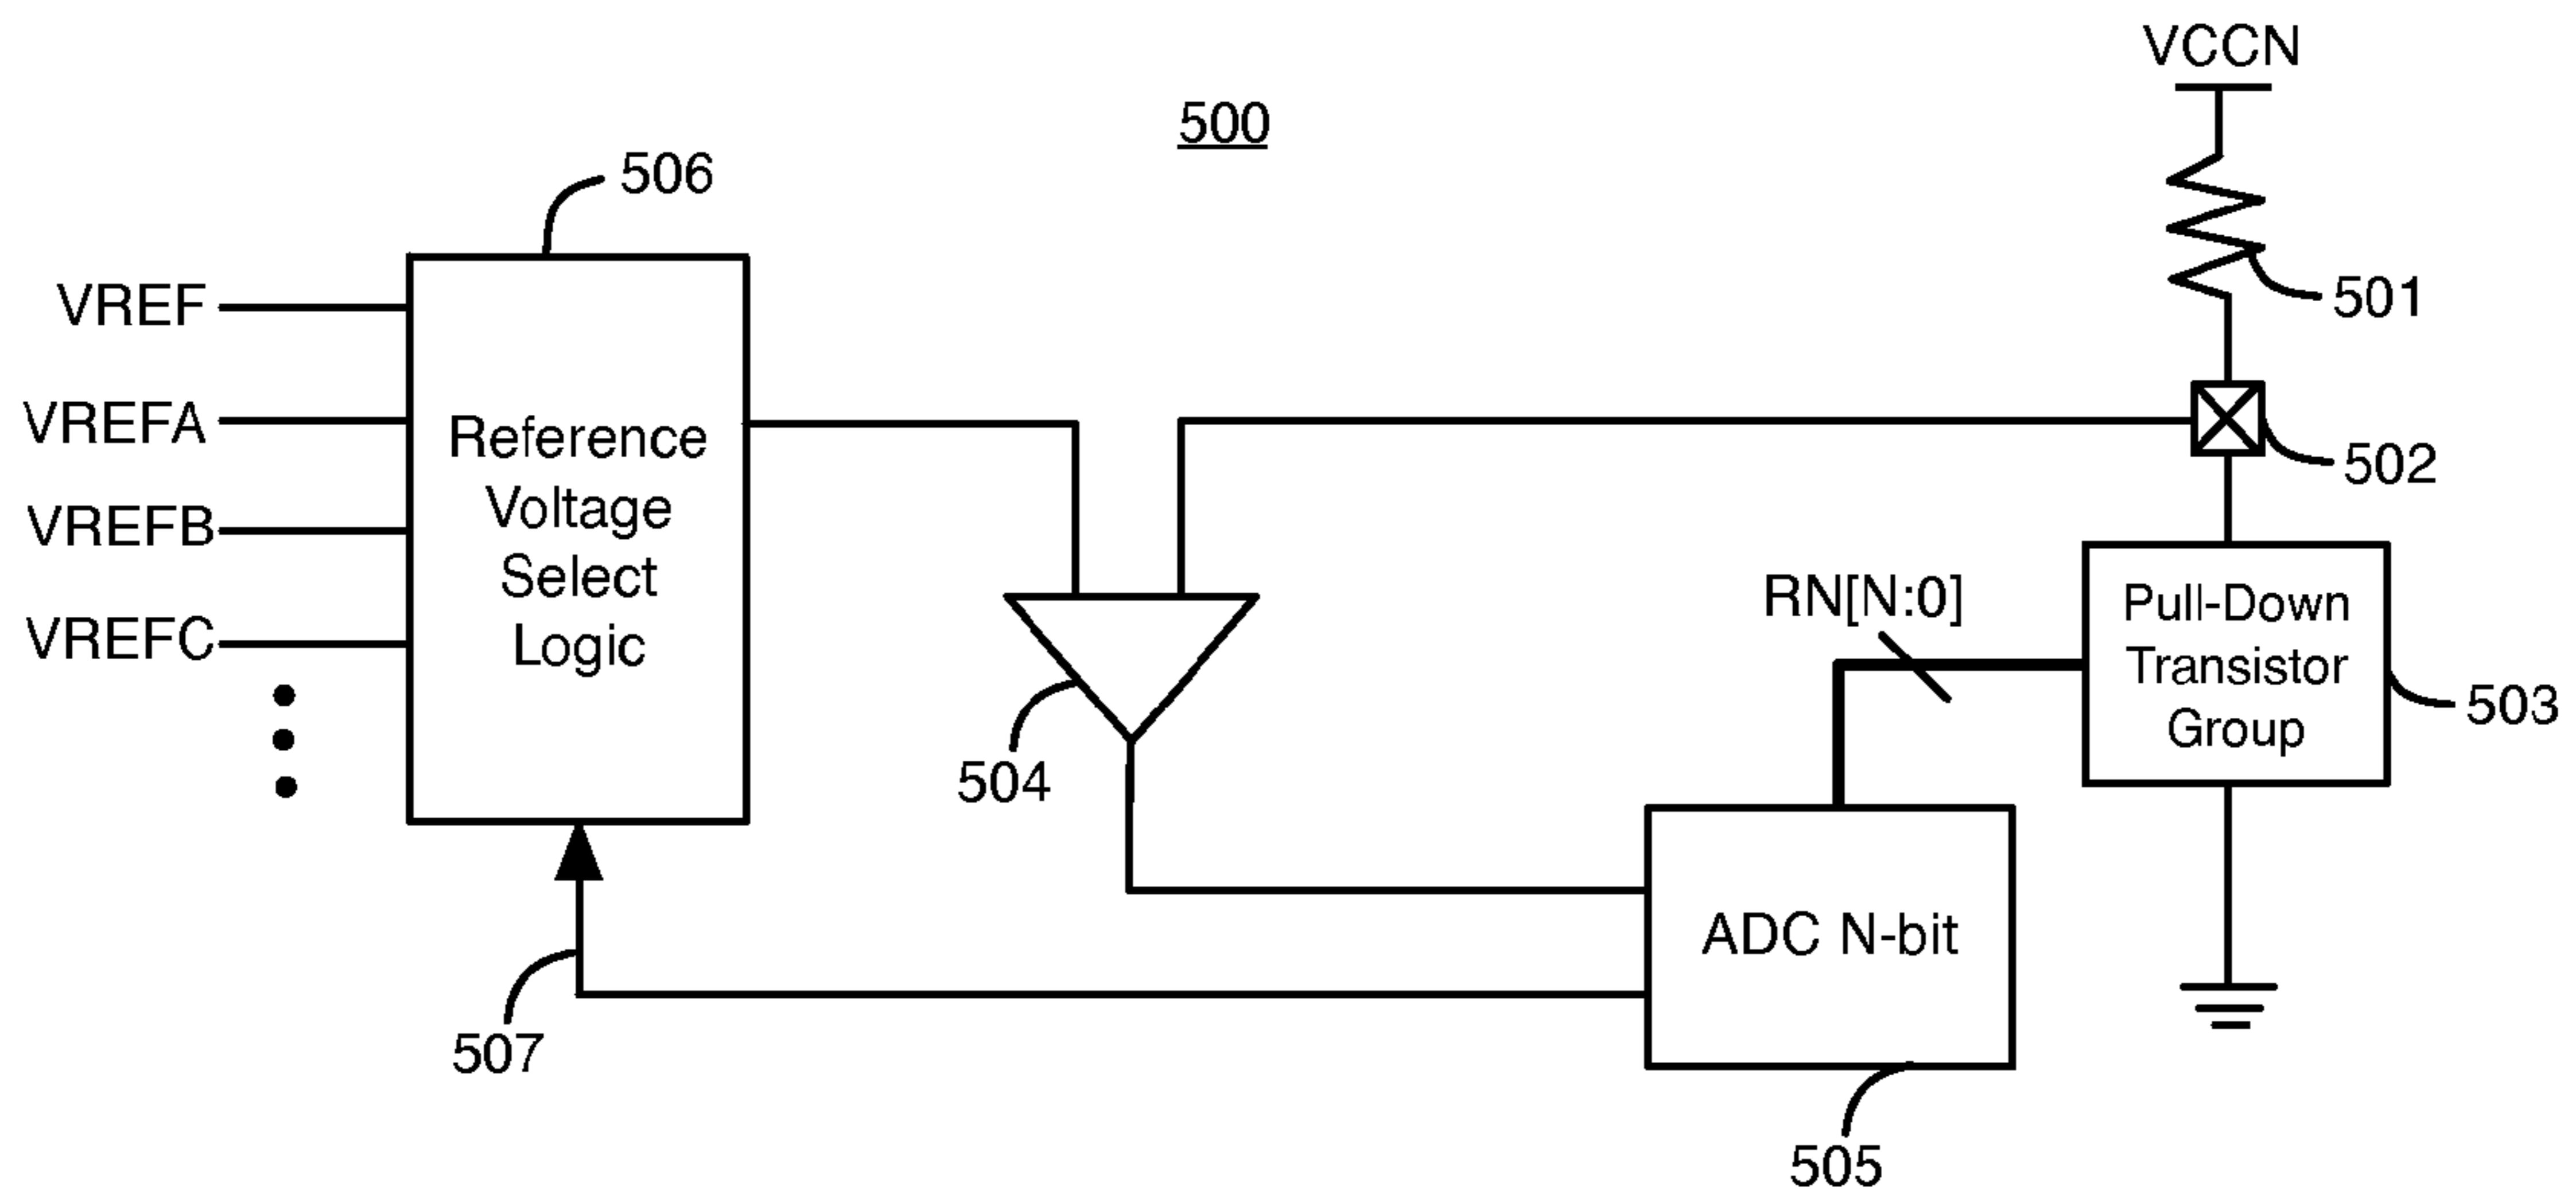 VCCN
500
506
VREF
501
VREFA
Reference
Voltage
Select
Logic
502
VREFB
RN[N:0]
Pull-Down
Transistor
Group
VREFC
503
504
ADC N-bit
507
505